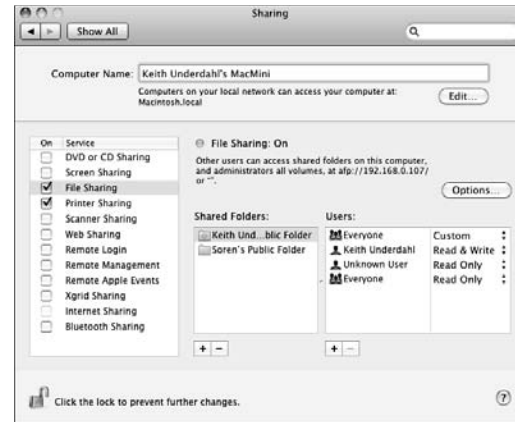 Sharing
Show All
Computer Name: Keith Underdahl's MacMini
Computers on your local network can access your computer at:
Macintosh.local
Edit...
On Service
DVD or CD Sharing
Screen Sharing
File Sharing
Printer Sharing
Scanner Sharing
Web Sharing
Remote Login
Remote Management
Remote Apple Events
Xgrid Sharing
Internet Sharing
Bluetooth Sharing
File Sharing: On
Other users can access shared folders on this computer,
and administrators all volumes, at afp://192.168.0.107/
or "".
Options...
Shared Folders:
Keith Und...blic Folder
Soren's Public Folder
Users:
Everyone Custom
Keith Underdahl Read & Write
Unknown User Read Only
Everyone Read Only
+ − + −
Click the lock to prevent further changes.
?